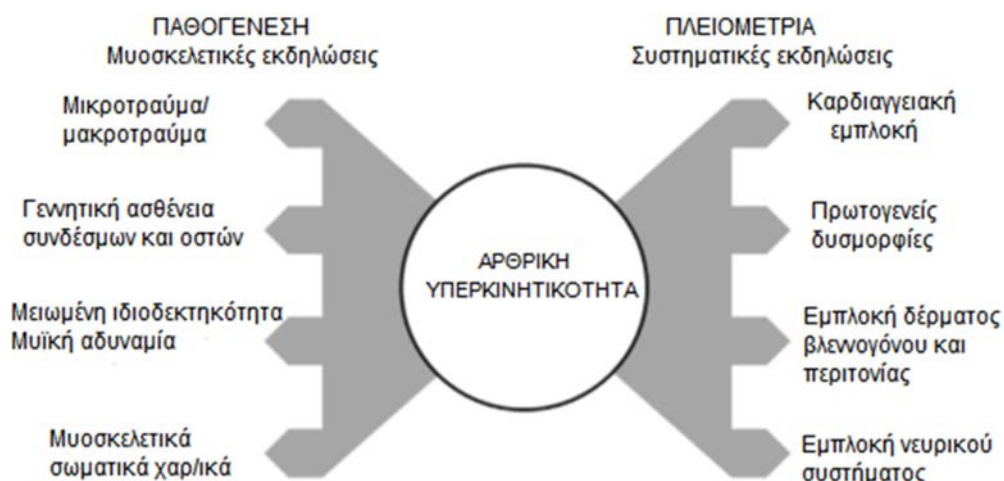 ΠΑΘΟΓΕΝΕΣΗ
Μυοσκελετικές εκδηλώσεις
Μικροτραύμα/
μακροτραύμα
Γεννητική ασθένεια
συνδέσμων και οστών
Μειωμένη ιδιοδεκτηκότητα
Μυϊκή αδυναμία
Μυοσκελετικά
σωματικά χαρ/ικά
ΑΡΘΡΙΚΗ
ΥΠΕΡΚΙΝΗΤΙΚΟΤΗΤΑ
ΠΛΕΙΟΜΕΤΡΙΑ
Συστηματικές εκδηλώσεις
Καρδιαγγειακή
εμπλοκή
Πρωτογενείς
δυσμορφίες
Εμπλοκή δέρματος
βλεννογόνου και
περιτονίας
Εμπλοκή νευρικού
συστήματος